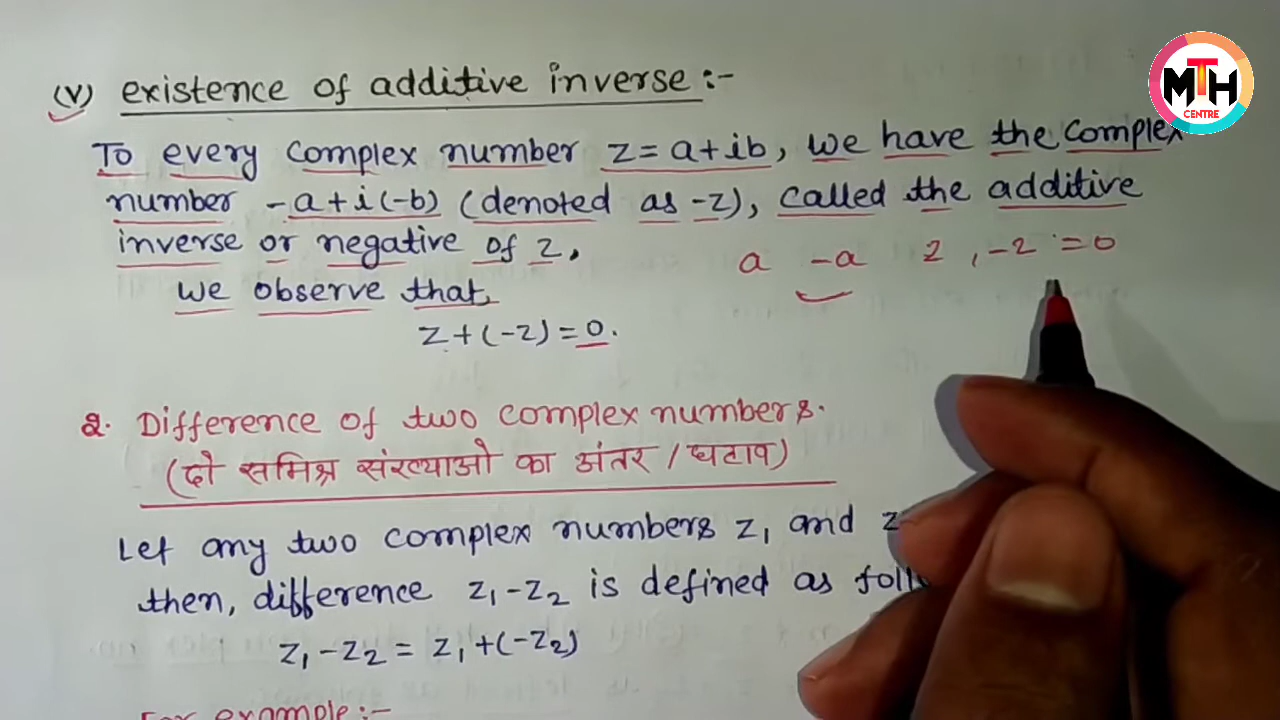 (V) existence of additive inverse :-
To every complex number z = a+ib, we have the complex
number -a+i(-b) (denoted as -z), called the additive
inverse or negative of z,
a -a z , -z = 0
we observe that,
z+(-z) = 0.
2. Difference of two complex numbers.
(दो समिश्र संख्याओ का अंतर / घटाव)
Let any two complex numbers z₁ and z
then, difference z₁-z₂ is defined as foll
z₁-z₂ = z₁+(-z₂)
For example:-
MTH
CENTRE